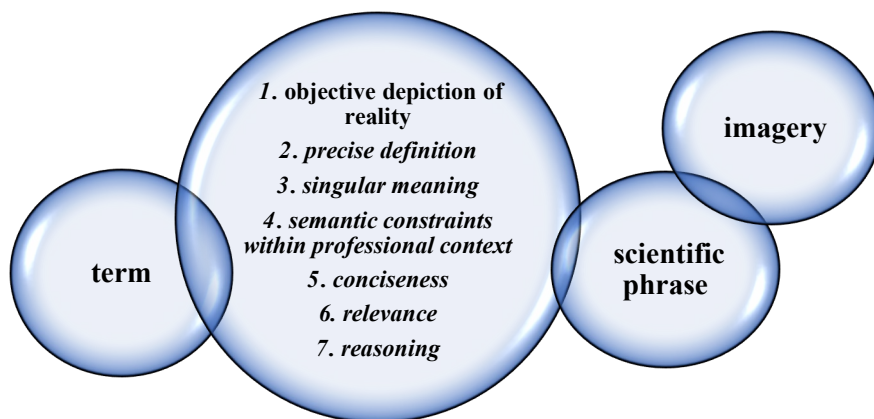 term
1. objective depiction of
reality
2. precise definition
3. singular meaning
4. semantic constraints
within professional context
5. conciseness
6. relevance
7. reasoning
scientific
phrase
imagery